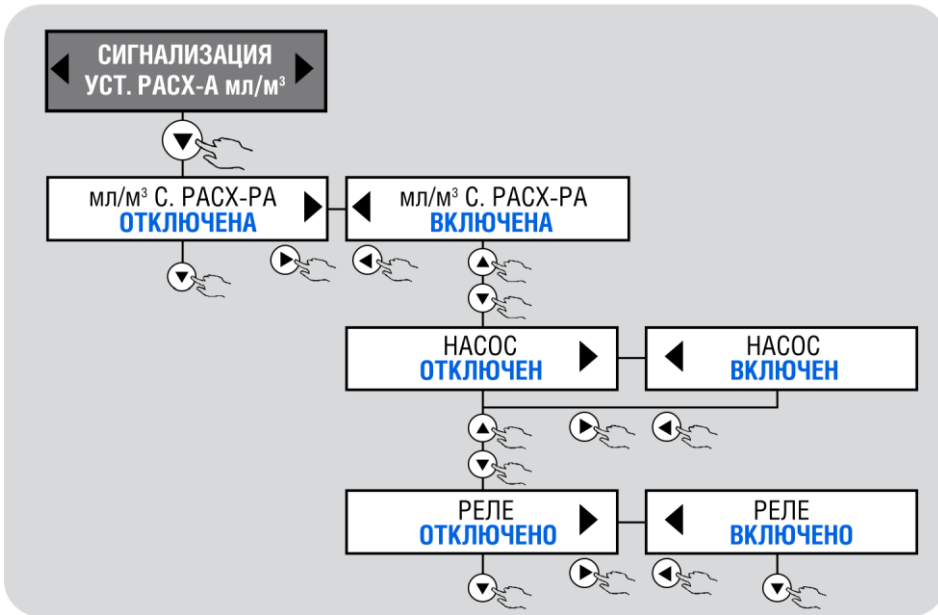 СИГНАЛИЗАЦИЯ
УСТ. РАСХ-А мл/м³
мл/м³ С. РАСХ-РА
ОТКЛЮЧЕНА
мл/м³ С. РАСХ-РА
ВКЛЮЧЕНА
НАСОС
ОТКЛЮЧЕН
НАСОС
ВКЛЮЧЕН
РЕЛЕ
ОТКЛЮЧЕНО
РЕЛЕ
ВКЛЮЧЕНО